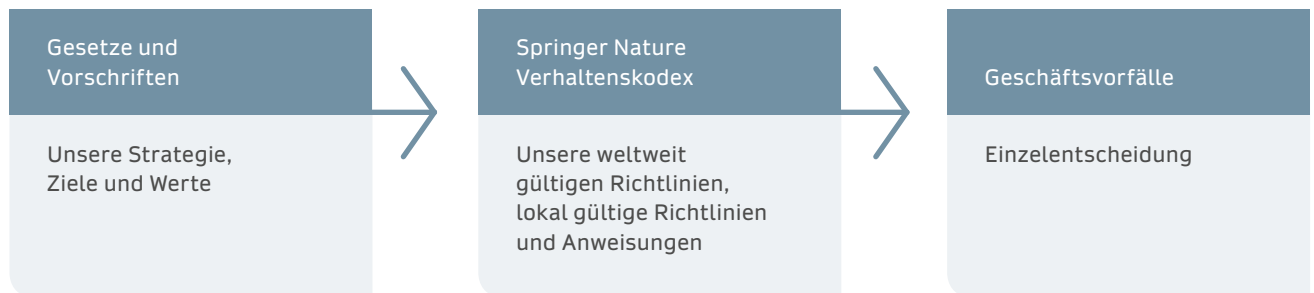 Gesetze und
Vorschriften
Unsere Strategie,
Ziele und Werte
Springer Nature
Verhaltenskodex
Unsere weltweit
gültigen Richtlinien,
lokal gültige Richtlinien
und Anweisungen
Geschäftsvorfälle
Einzelentscheidung